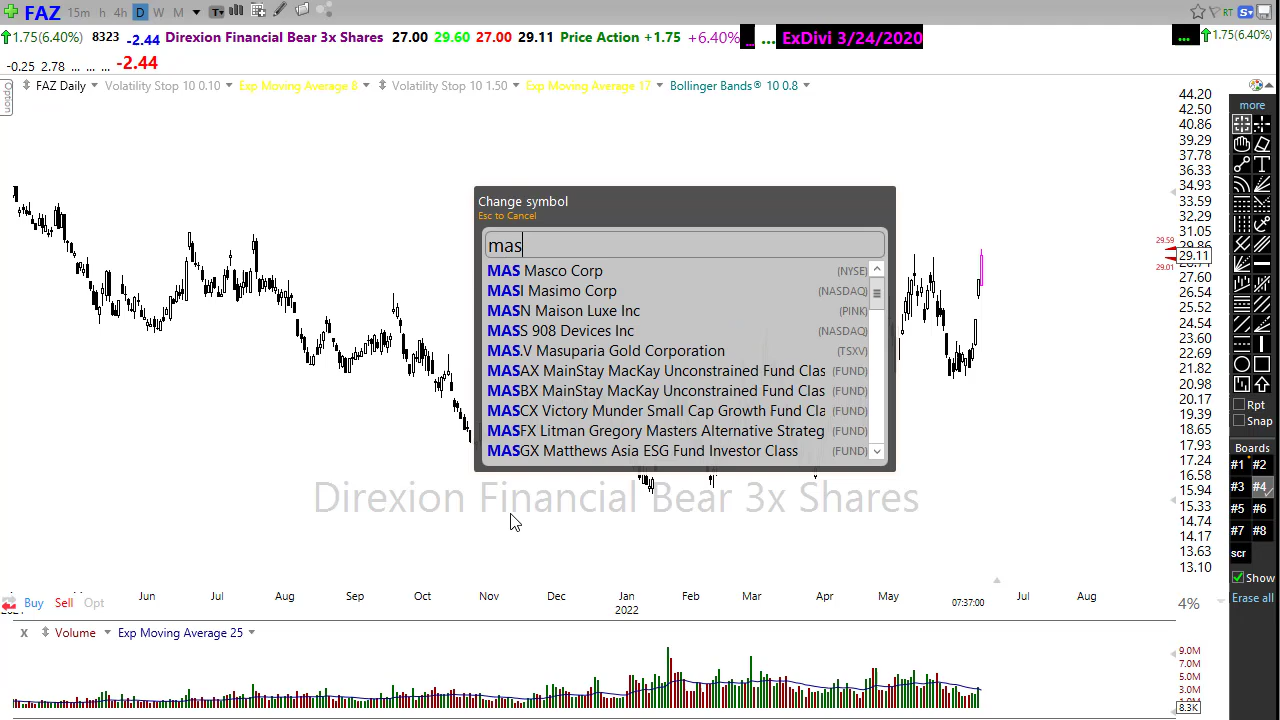 FAZ 15m h 4h D W M T RT S
1.75(6.40%) 8323 -2.44 Direxion Financial Bear 3x Shares 27.00 29.60 27.00 29.11 Price Action +1.75 +6.40% ... ... ExDivi 3/24/2020 ... 1.75(6.40%)
-0.25 2.78 ... ... ... -2.44
Option
FAZ Daily Volatility Stop 10 0.10 Exp Moving Average 8 Volatility Stop 10 1.50 Exp Moving Average 17 Bollinger Bands® 10 0.8
more
44.20
42.50
40.86
39.29
37.78
36.33
34.93
33.59
32.29
31.05
29.59
29.86
29.11
29.01
27.60
26.54
25.52
24.54
23.60
22.69
21.82
20.98
20.17
19.39
18.65
17.93
17.24
16.58
15.94
15.33
14.74
14.17
13.63
13.10
Change symbol
Esc to Cancel
mas
MAS Masco Corp (NYSE)
MASI Masimo Corp (NASDAQ)
MASN Maison Luxe Inc (PINK)
MASS 908 Devices Inc (NASDAQ)
MAS.V Masuparia Gold Corporation (TSXV)
MASAX MainStay MacKay Unconstrained Fund Clas (FUND)
MASBX MainStay MacKay Unconstrained Fund Clas (FUND)
MASCX Victory Munder Small Cap Growth Fund Cla (FUND)
MASFX Litman Gregory Masters Alternative Strateg (FUND)
MASGX Matthews Asia ESG Fund Investor Class (FUND)
Direxion Financial Bear 3x Shares
Rpt
Snap
Boards
#1 #2
#3 #4
#5 #6
#7 #8
scr
Show
Erase all
Jun Jul Aug Sep Oct Nov Dec Jan Feb Mar Apr May Jul Aug
2022
07:37:00
Buy Sell Opt
4%
x Volume Exp Moving Average 25
9.0M
7.0M
5.0M
3.0M
1.0M
8.3K